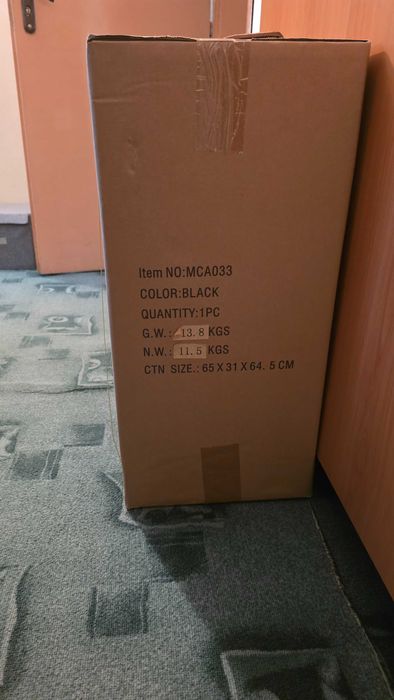 Item NO:MCA033
COLOR:BLACK
QUANTITY:1PC
G.W.: 13.8 KGS
N.W.: 11.5 KGS
CTN SIZE.: 65 X 31 X 64. 5 CM